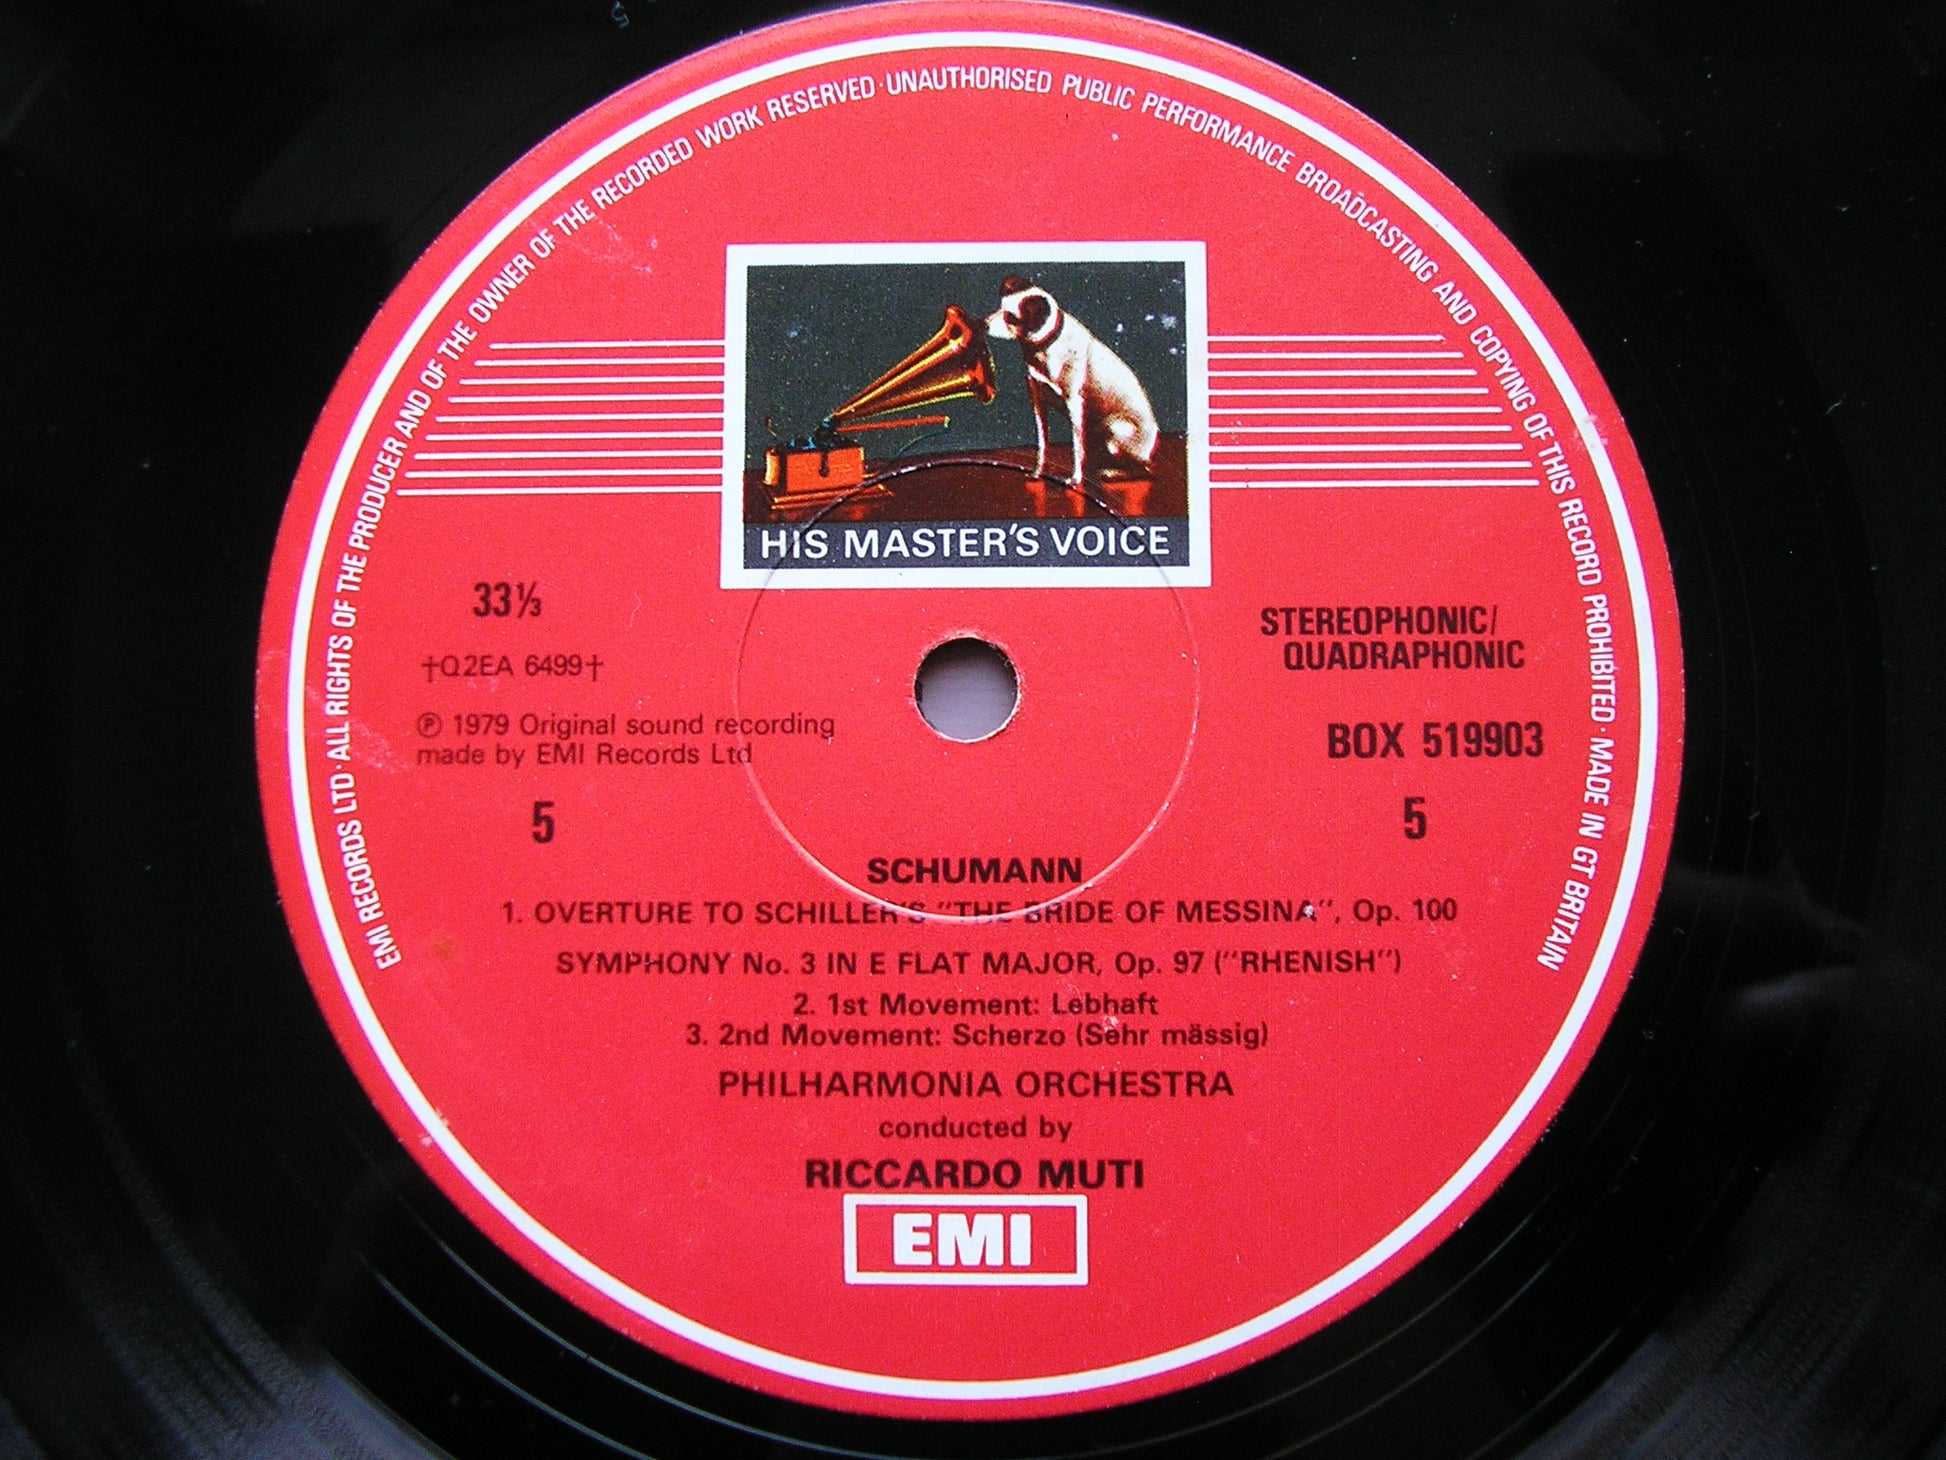 EMI RECORDS LTD · ALL RIGHTS OF THE PRODUCER AND OF THE OWNER OF THE RECORDED WORK RESERVED · UNAUTHORISED PUBLIC PERFORMANCE BROADCASTING AND COPYING OF THIS RECORD PROHIBITED · MADE IN GT BRITAIN
HIS MASTER'S VOICE
33⅓
STEREOPHONIC/
QUADRAPHONIC
†Q2EA 6499†
℗ 1979 Original sound recording
made by EMI Records Ltd
BOX 519903
5
5
SCHUMANN
1. OVERTURE TO SCHILLER'S "THE BRIDE OF MESSINA", Op. 100
SYMPHONY No. 3 IN E FLAT MAJOR, Op. 97 ("RHENISH")
2. 1st Movement: Lebhaft
3. 2nd Movement: Scherzo (Sehr mässig)
PHILHARMONIA ORCHESTRA
conducted by
RICCARDO MUTI
EMI